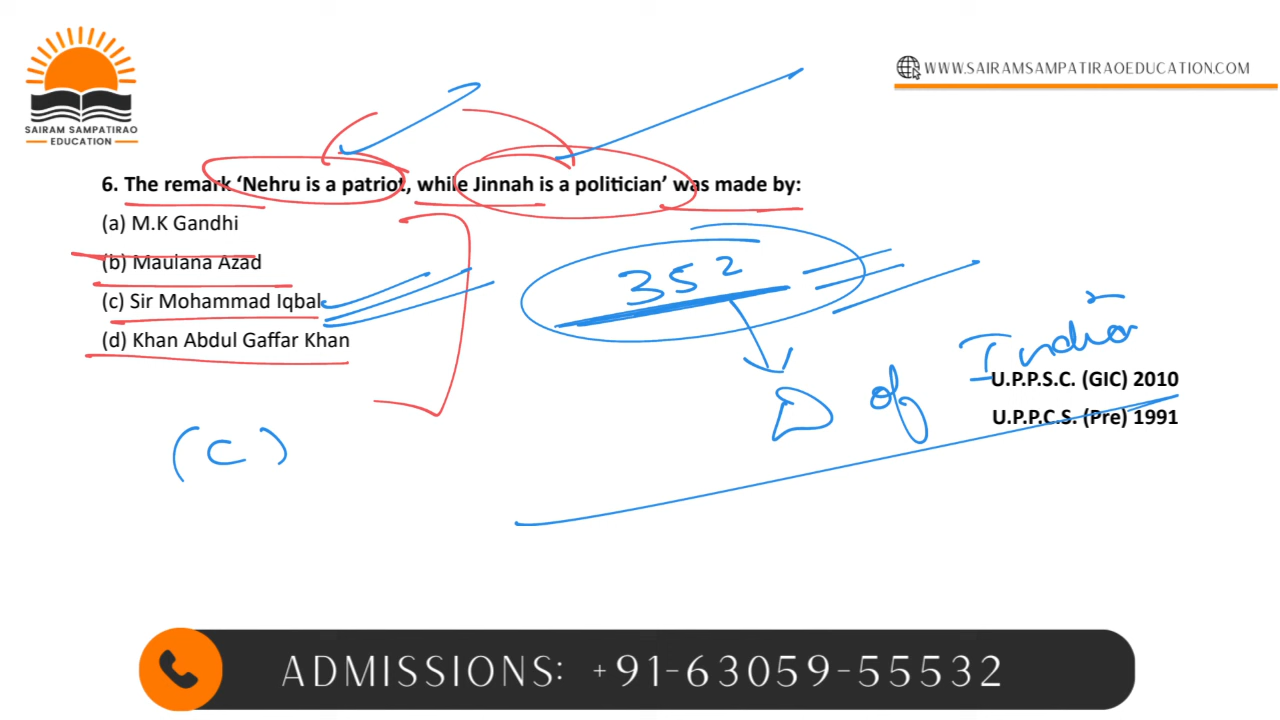 SAIRAM SAMPATIRAO
EDUCATION
WWW.SAIRAMSAMPATIRAOEDUCATION.COM
6. The remark ‘Nehru is a patriot, while Jinnah is a politician’ was made by:
(a) M.K Gandhi
(b) Maulana Azad
(c) Sir Mohammad Iqbal
(d) Khan Abdul Gaffar Khan
352
D of India
U.P.P.S.C. (GIC) 2010
U.P.P.C.S. (Pre) 1991
(C)
ADMISSIONS: +91-63059-55532